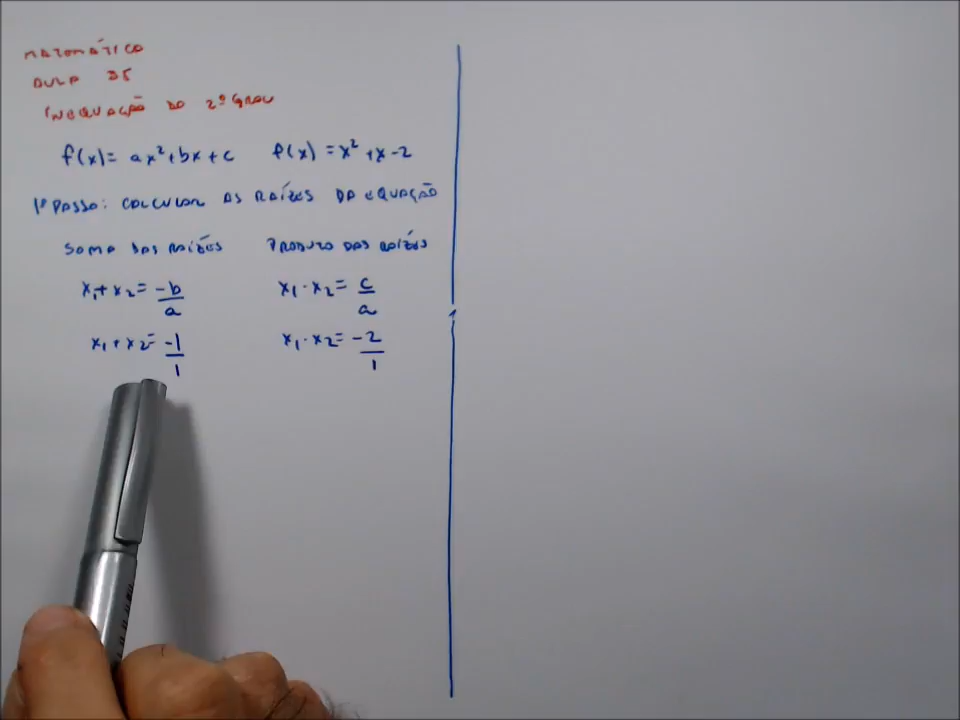 MATEMÁTICA
AULA 35
INEQUAÇÃO DO 2º GRAU
f(x) = ax²+bx+c f(x) = x²+x-2
1º PASSO: CALCULAR AS RAÍZES DA EQUAÇÃO
SOMA DAS RAÍZES PRODUTO DAS RAÍZES
x₁+x₂= -b/a x₁·x₂= c/a
x₁+x₂= -1/1 x₁·x₂= -2/1